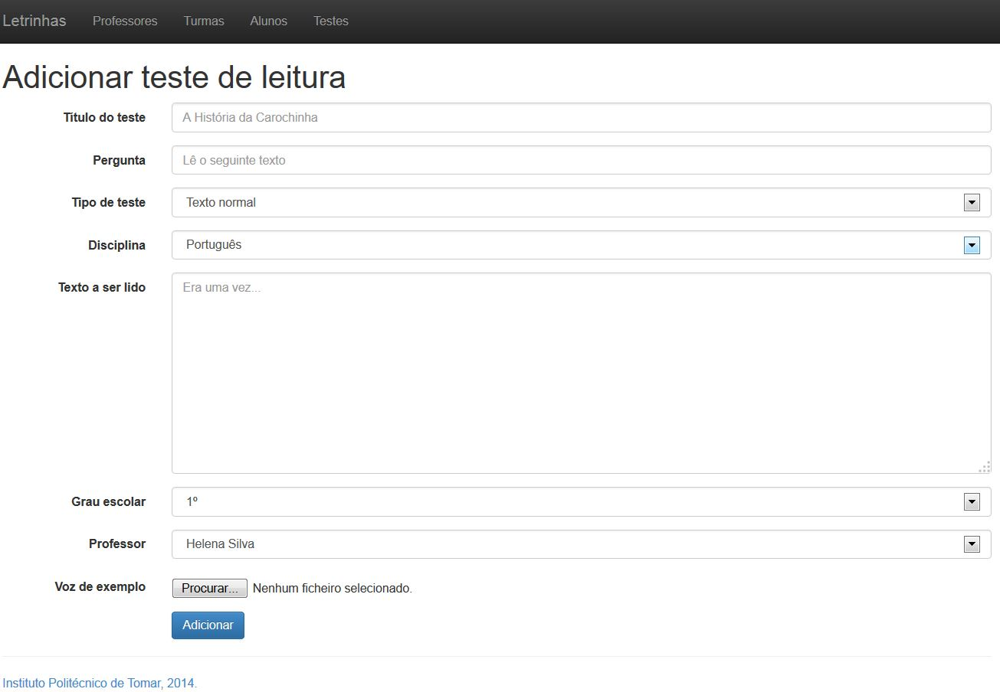 Letrinhas Professores Turmas Alunos Testes
Adicionar teste de leitura
Título do teste A História da Carochinha
Pergunta Lê o seguinte texto
Tipo de teste Texto normal
Disciplina Português
Texto a ser lido Era uma vez...
Grau escolar 1º
Professor Helena Silva
Voz de exemplo Procurar... Nenhum ficheiro selecionado.
Adicionar
Instituto Politécnico de Tomar, 2014.